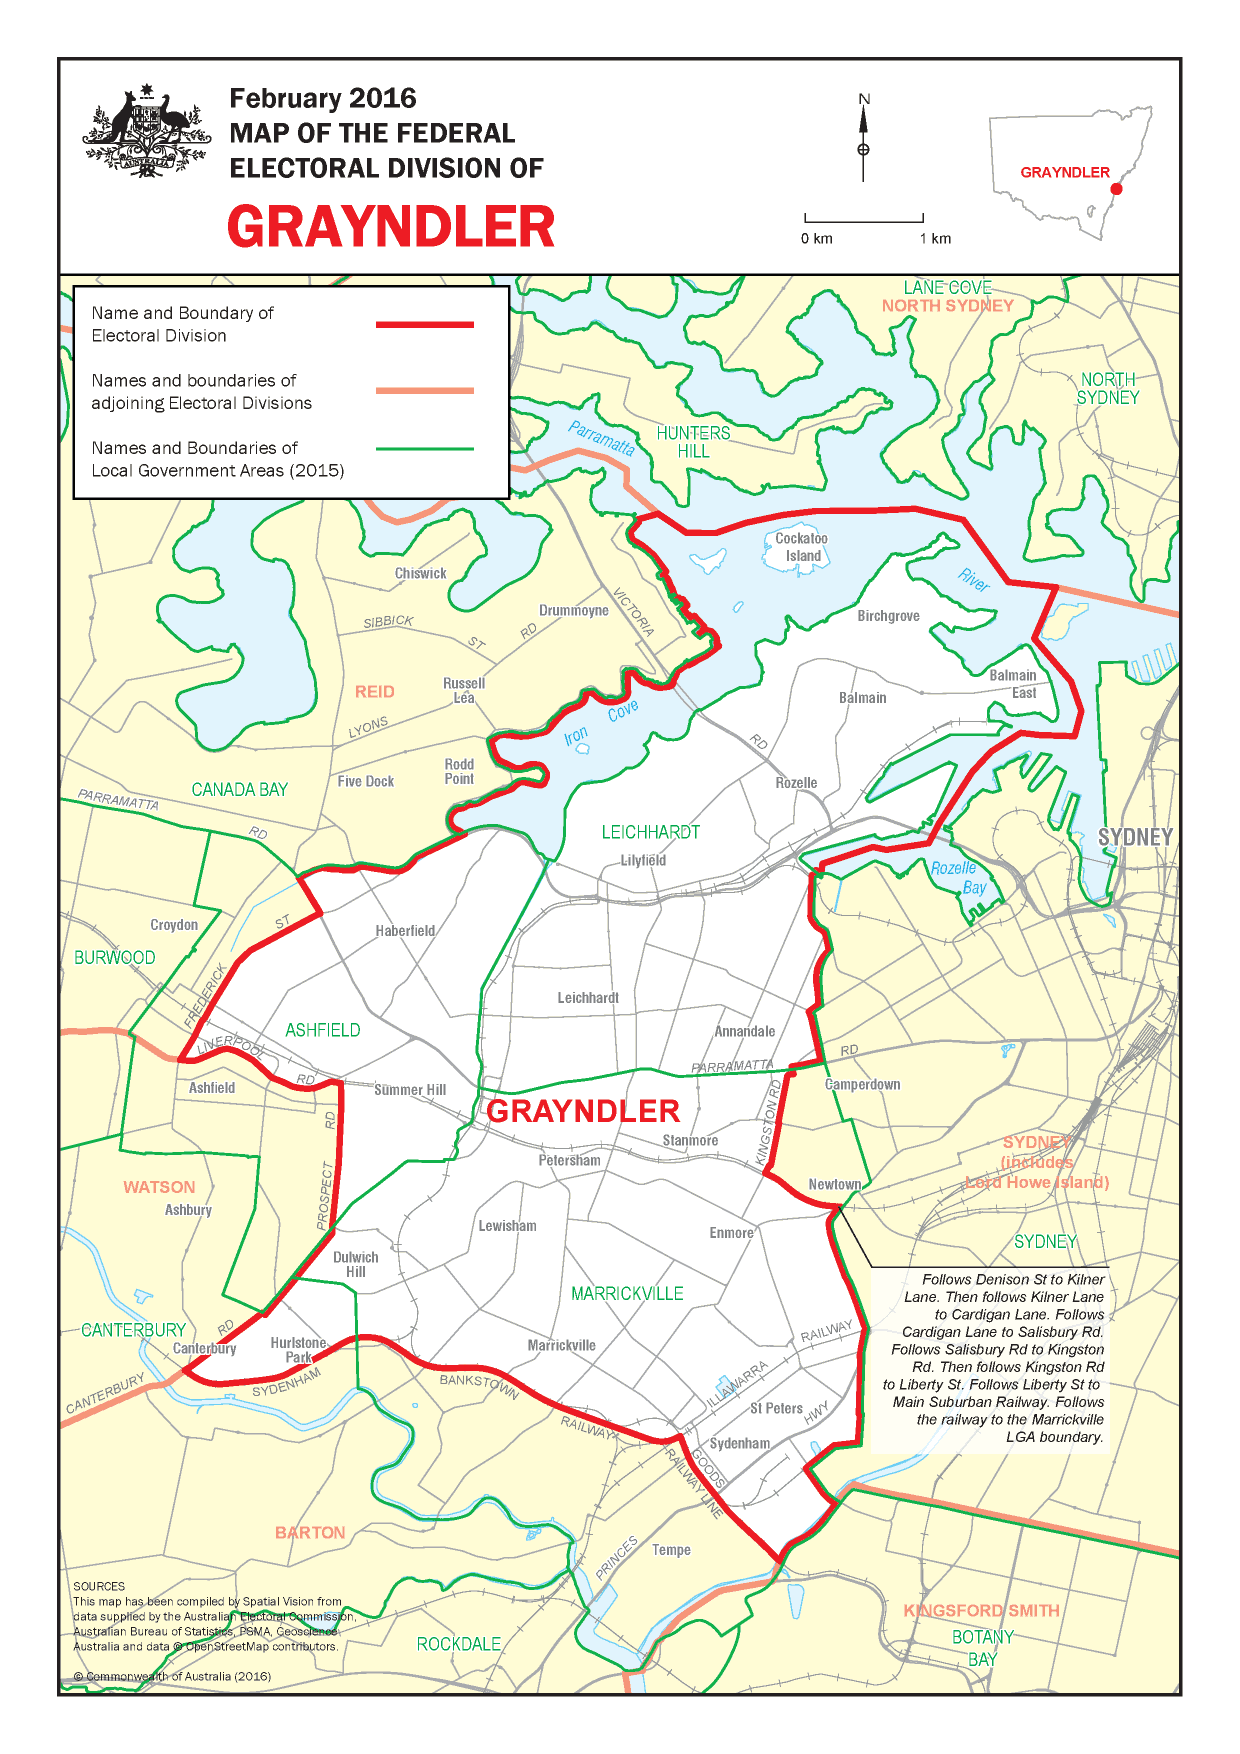 February 2016
MAP OF THE FEDERAL
ELECTORAL DIVISION OF
GRAYNDLER
AUSTRALIA
N
0 km
1 km
GRAYNDLER
Name and Boundary of
Electoral Division
Names and boundaries of
adjoining Electoral Divisions
Names and Boundaries of
Local Government Areas (2015)
LANE COVE
NORTH SYDNEY
NORTH
SYDNEY
Parramatta
HUNTERS
HILL
Cockatoo
Island
River
Chiswick
Drummoyne
VICTORIA
SIBBICK
ST
RD
Birchgrove
REID
Russell
Lea
Balmain
East
Balmain
LYONS
Iron
Cove
RD
Rodd
Point
Five Dock
Rozelle
CANADA BAY
PARRAMATTA
RD
LEICHHARDT
SYDNEY
Lilyfield
Rozelle
Bay
Croydon
ST
Haberfield
BURWOOD
FREDERICK
Leichhardt
ASHFIELD
Annandale
LIVERPOOL
RD
PARRAMATTA
RD
Ashfield
Summer Hill
Camperdown
RD
GRAYNDLER
KINGSTON RD
Stanmore
SYDNEY
(includes
Lord Howe Island)
Petersham
WATSON
PROSPECT
Newtown
Ashbury
Lewisham
Enmore
SYDNEY
Dulwich
Hill
MARRICKVILLE
Follows Denison St to Kilner
Lane. Then follows Kilner Lane
to Cardigan Lane. Follows
Cardigan Lane to Salisbury Rd.
Follows Salisbury Rd to Kingston
Rd. Then follows Kingston Rd
to Liberty St. Follows Liberty St to
Main Suburban Railway. Follows
the railway to the Marrickville
LGA boundary.
CANTERBURY
RD
Canterbury
Hurlstone
Park
Marrickville
RAILWAY
ILLAWARRA
CANTERBURY
SYDENHAM
BANKSTOWN
RAILWAY
St Peters
HWY
Sydenham
GOODS
RAILWAY LINE
BARTON
PRINCES
Tempe
KINGSFORD SMITH
BOTANY
BAY
ROCKDALE
SOURCES
This map has been compiled by Spatial Vision from
data supplied by the Australian Electoral Commission,
Australian Bureau of Statistics, PSMA, Geoscience
Australia and data © OpenStreetMap contributors.
© Commonwealth of Australia (2016)